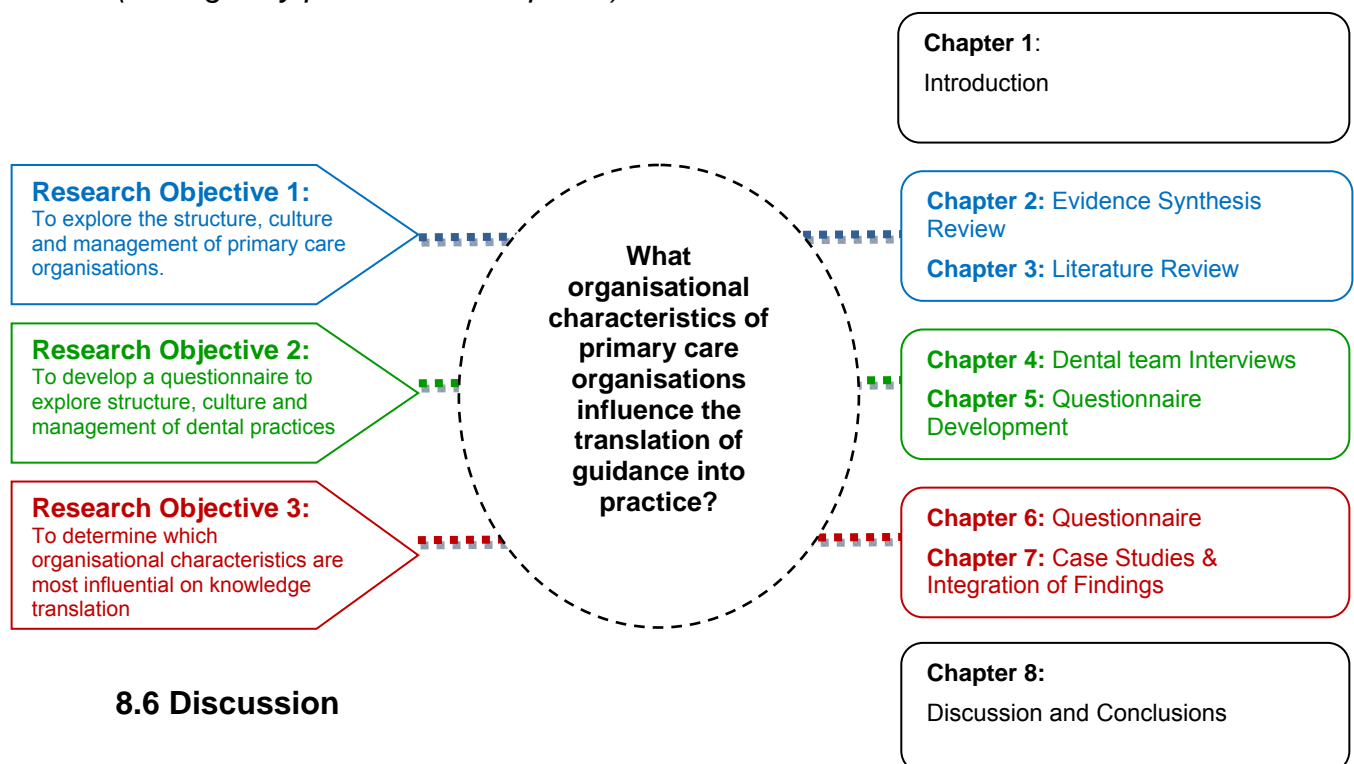 Chapter 1:
Introduction
Research Objective 1:
To explore the structure, culture
and management of primary care
organisations.
Research Objective 2:
To develop a questionnaire to
explore structure, culture and
management of dental practices
Research Objective 3:
To determine which
organisational characteristics are
most influential on knowledge
translation
What
organisational
characteristics of
primary care
organisations
influence the
translation of
guidance into
practice?
Chapter 2: Evidence Synthesis
Review
Chapter 3: Literature Review
Chapter 4: Dental team Interviews
Chapter 5: Questionnaire
Development
Chapter 6: Questionnaire
Chapter 7: Case Studies &
Integration of Findings
Chapter 8:
Discussion and Conclusions
8.6 Discussion